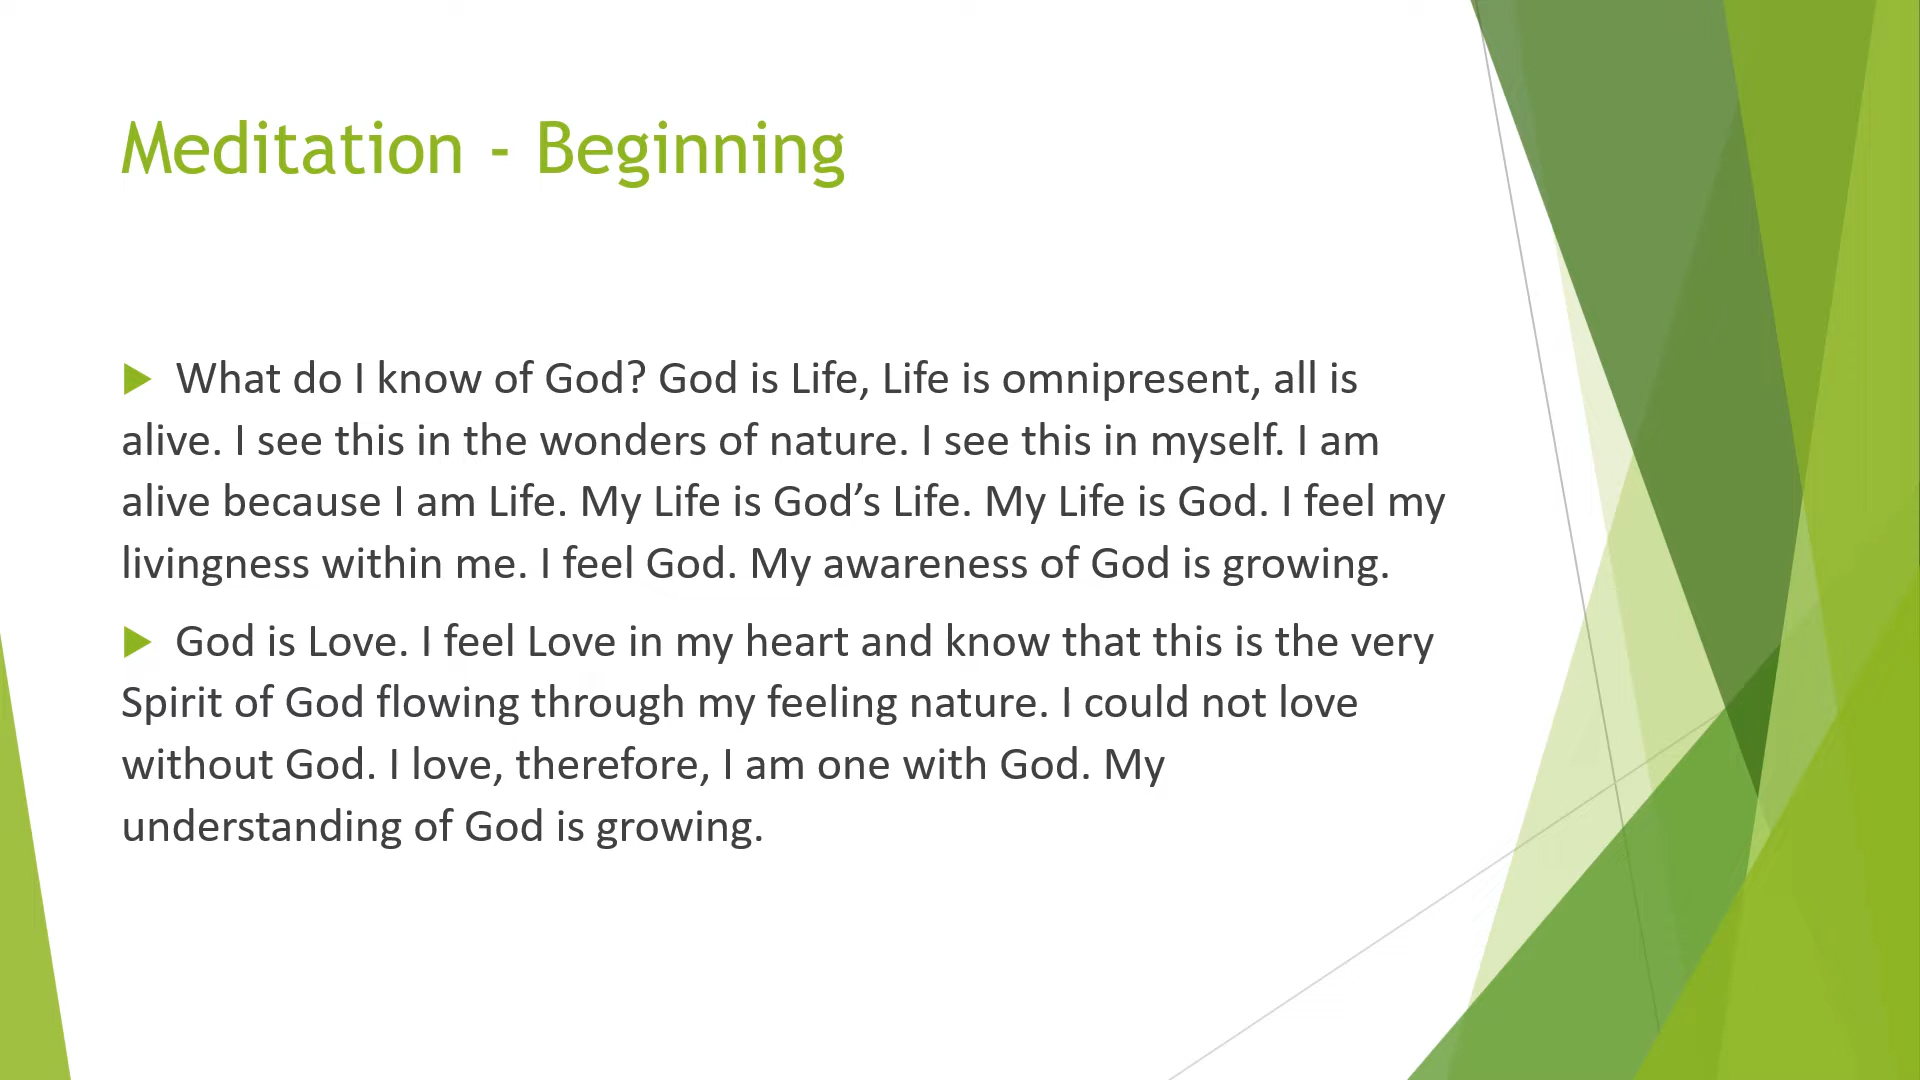 Meditation - Beginning
What do I know of God? God is Life, Life is omnipresent, all is
alive. I see this in the wonders of nature. I see this in myself. I am
alive because I am Life. My Life is God’s Life. My Life is God. I feel my
livingness within me. I feel God. My awareness of God is growing.
God is Love. I feel Love in my heart and know that this is the very
Spirit of God flowing through my feeling nature. I could not love
without God. I love, therefore, I am one with God. My
understanding of God is growing.